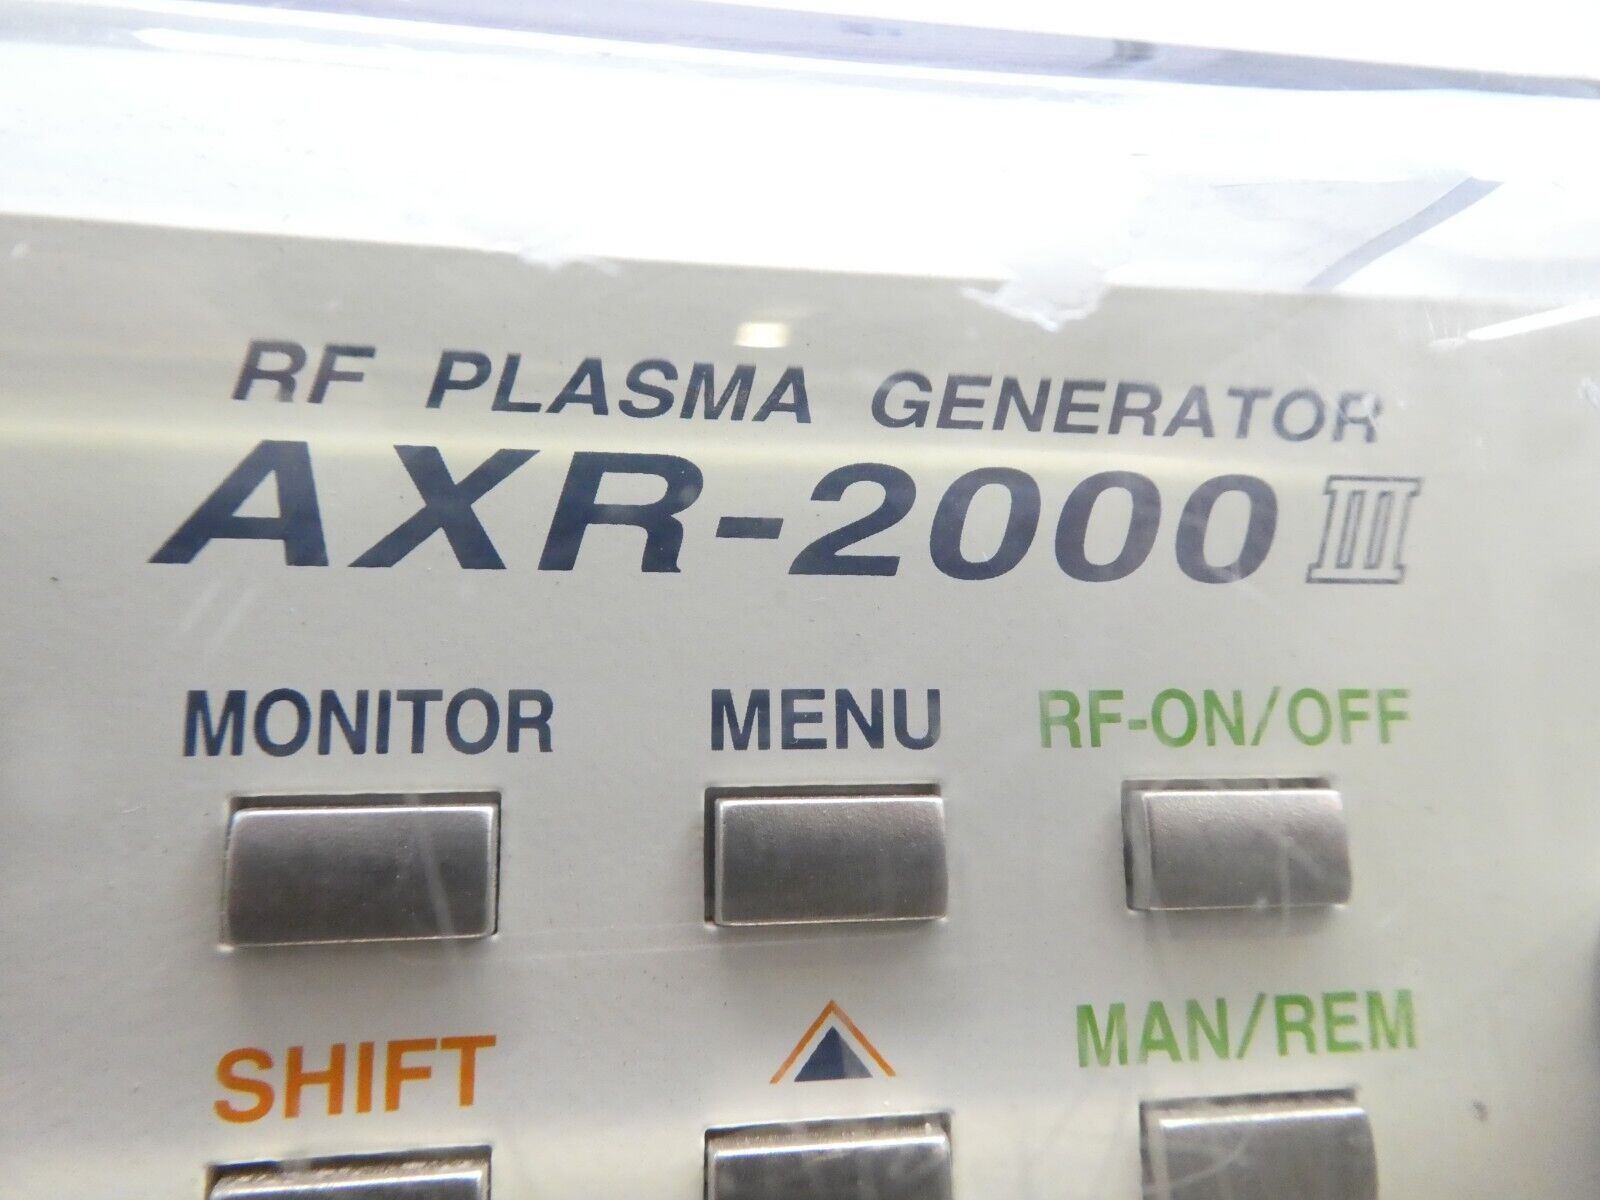 RF PLASMA GENERATOR
AXR-2000 III
MONITOR MENU RF-ON/OFF
SHIFT MAN/REM